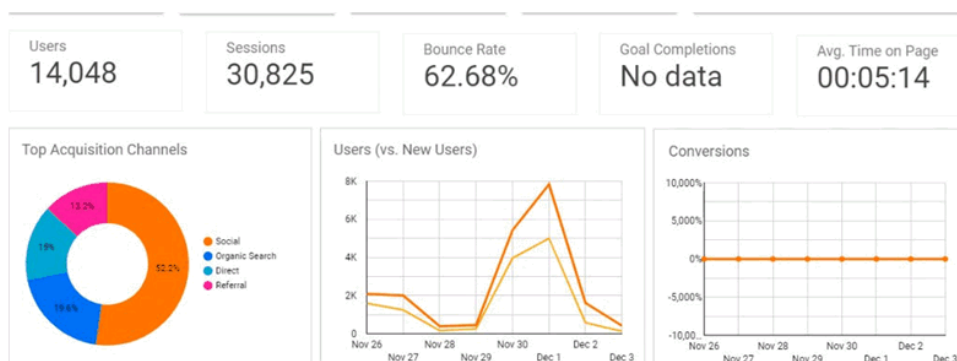 Users
14,048
Sessions
30,825
Bounce Rate
62.68%
Goal Completions
No data
Avg. Time on Page
00:05:14
Top Acquisition Channels
13.2%
19%
52.2%
19.6%
Social
Organic Search
Direct
Referral
Users (vs. New Users)
8K
6K
4K
2K
0
Nov 26
Nov 27
Nov 28
Nov 29
Nov 30
Dec 1
Dec 2
Dec 3
Conversions
10,000%
5,000%
0%
-5,000%
-10,00...
Nov 26
Nov 27
Nov 28
Nov 29
Nov 30
Dec 1
Dec 2